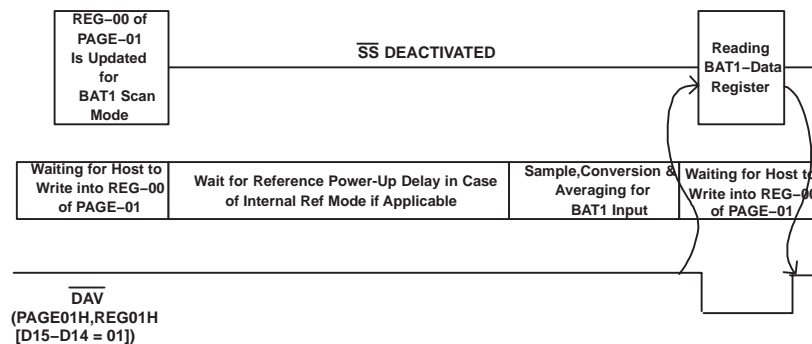 REG−00 of
PAGE−01
Is Updated
for
BAT1 Scan
Mode
SS DEACTIVATED
Reading
BAT1−Data
Register
Waiting for Host to
Write into REG−00
of PAGE−01
Wait for Reference Power-Up Delay in Case
of Internal Ref Mode if Applicable
Sample,Conversion &
Averaging for
BAT1 Input
Waiting for Host to
Write into REG−00
of PAGE−01
DAV
(PAGE01H,REG01H
[D15−D14 = 01])